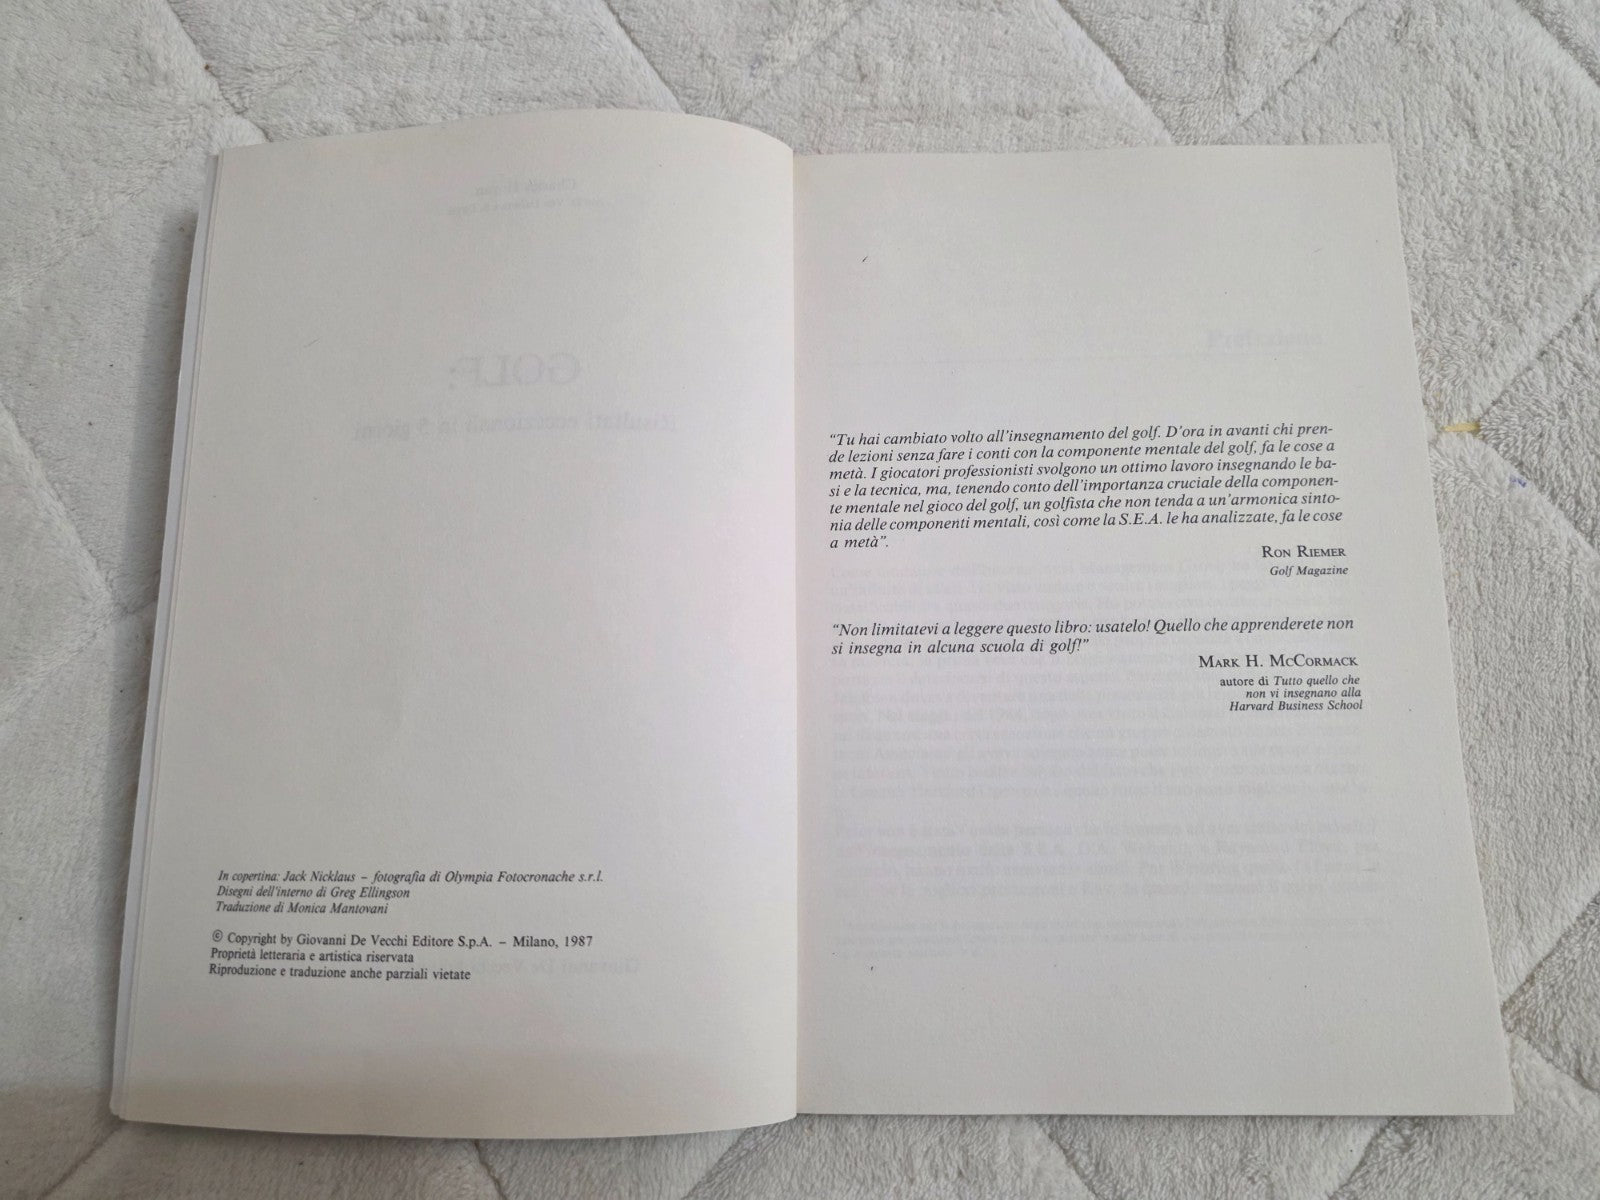 In copertina: Jack Nicklaus – fotografia di Olympia Fotocronache s.r.l.
Disegni dell'interno di Greg Ellingson
Traduzione di Monica Mantovani
© Copyright by Giovanni De Vecchi Editore S.p.A. – Milano, 1987
Proprietà letteraria e artistica riservata
Riproduzione e traduzione anche parziali vietate
“Tu hai cambiato volto all'insegnamento del golf. D'ora in avanti chi pren-
de lezioni senza fare i conti con la componente mentale del golf, fa le cose a
metà. I giocatori professionisti svolgono un ottimo lavoro insegnando le ba-
si e la tecnica, ma, tenendo conto dell'importanza cruciale della componen-
te mentale nel gioco del golf, un golfista che non tenda a un'armonica sinto-
nia delle componenti mentali, così come la S.E.A. le ha analizzate, fa le cose
a metà”.
RON RIEMER
Golf Magazine
“Non limitatevi a leggere questo libro: usatelo! Quello che apprenderete non
si insegna in alcuna scuola di golf!”
MARK H. MCCORMACK
autore di Tutto quello che
non vi insegnano alla
Harvard Business School